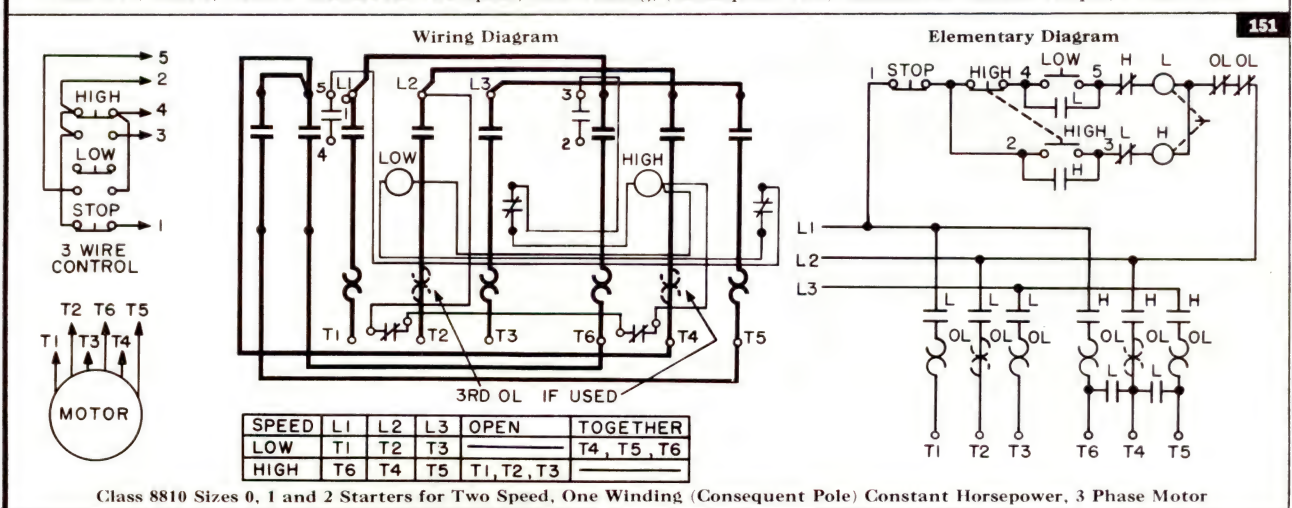 151
Wiring Diagram
Elementary Diagram
5
2
HIGH
4
3
LOW
STOP
1
3 WIRE
CONTROL
T2 T6 T5
T1 T3 T4
MOTOR
5 L1 L2 L3 3
1
4 2
LOW HIGH
T1 T2 T3 T6 T4 T5
3RD OL IF USED
SPEED L1 L2 L3 OPEN TOGETHER
LOW T1 T2 T3 T4, T5, T6
HIGH T6 T4 T5 T1, T2, T3
1 STOP HIGH 4 LOW 5 H L OL OL
L
2 HIGH 3 L H
H
L1
L2
L3
L L L H H H
OL OL OL OL OL OL
L L
T1 T2 T3 T6 T4 T5
Class 8810 Sizes 0, 1 and 2 Starters for Two Speed, One Winding (Consequent Pole) Constant Horsepower, 3 Phase Motor